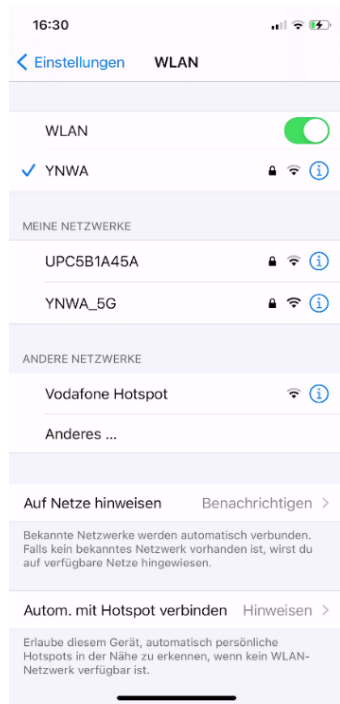 16:30
Einstellungen WLAN
WLAN
YNWA
MEINE NETZWERKE
UPC5B1A45A
YNWA_5G
ANDERE NETZWERKE
Vodafone Hotspot
Anderes ...
Auf Netze hinweisen Benachrichtigen
Bekannte Netzwerke werden automatisch verbunden.
Falls kein bekanntes Netzwerk vorhanden ist, wirst du
auf verfügbare Netze hingewiesen.
Autom. mit Hotspot verbinden Hinweisen
Erlaube diesem Gerät, automatisch persönliche
Hotspots in der Nähe zu erkennen, wenn kein WLAN-
Netzwerk verfügbar ist.